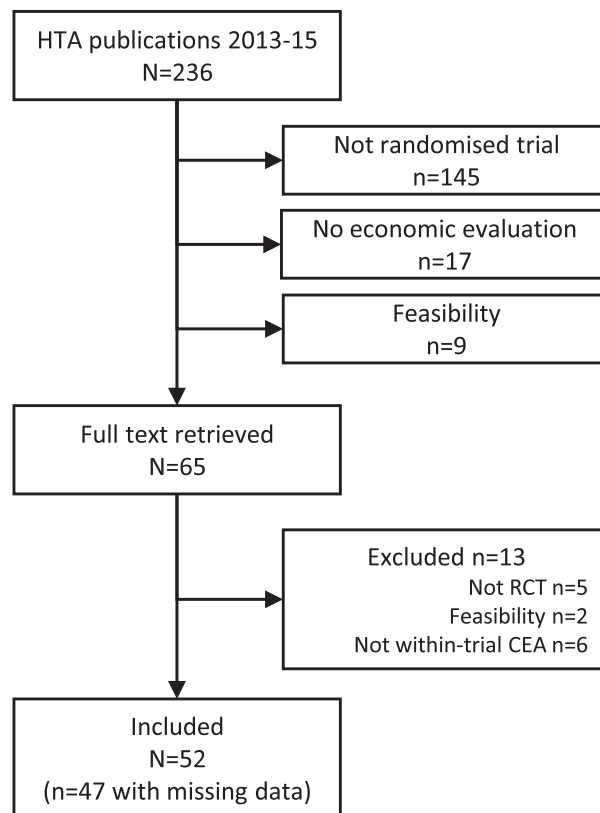 HTA publications 2013-15
N=236
Not randomised trial
n=145
No economic evaluation
n=17
Feasibility
n=9
Full text retrieved
N=65
Excluded n=13
Not RCT n=5
Feasibility n=2
Not within-trial CEA n=6
Included
N=52
(n=47 with missing data)